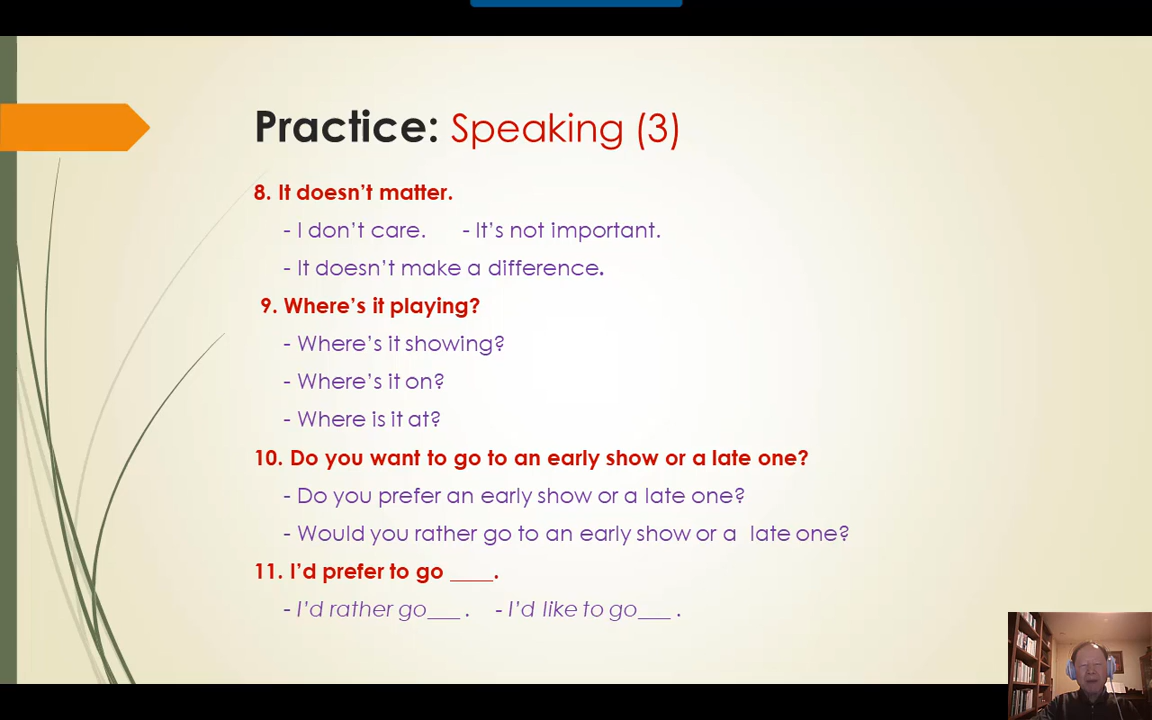 Practice: Speaking (3)
8. It doesn't matter.
- I don't care. - It's not important.
- It doesn't make a difference.
9. Where's it playing?
- Where's it showing?
- Where's it on?
- Where is it at?
10. Do you want to go to an early show or a late one?
- Do you prefer an early show or a late one?
- Would you rather go to an early show or a late one?
11. I'd prefer to go ____.
- I'd rather go___ . - I'd like to go___ .